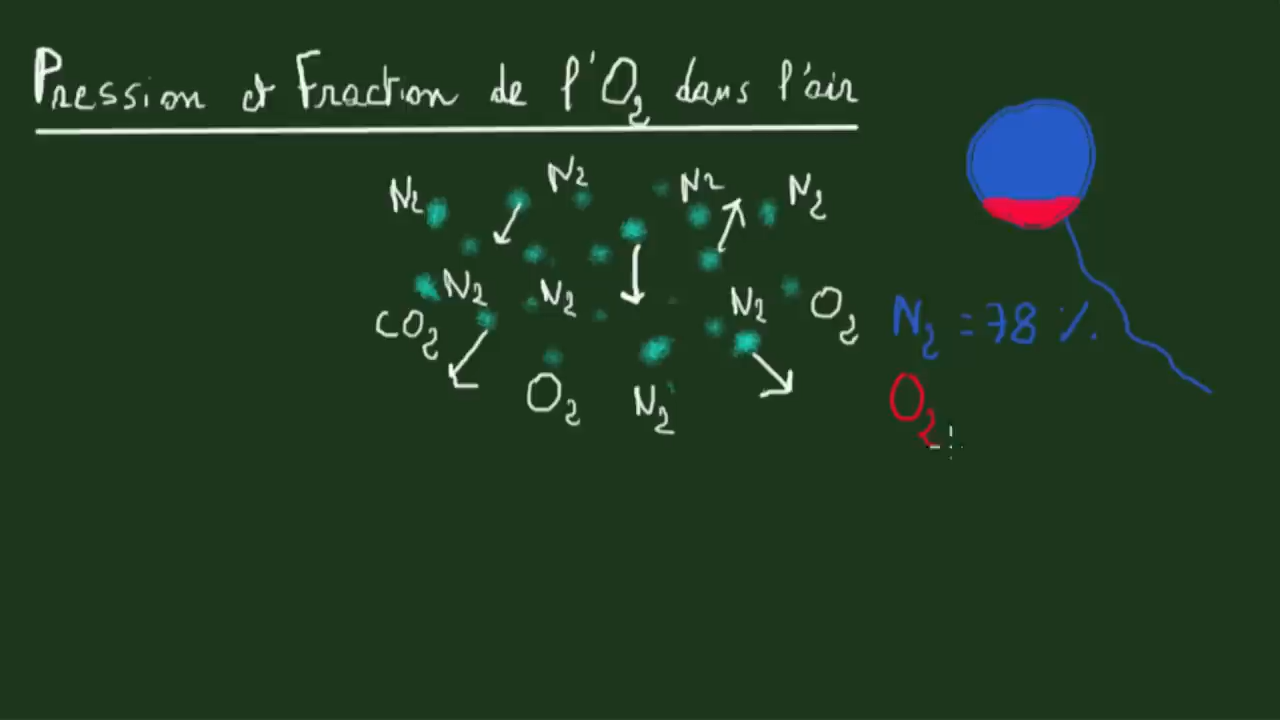 Pression et Fraction de l'O₂ dans l'air
N₂ N₂ N₂ N₂
N₂ N₂ N₂ O₂
CO₂
O₂ N₂
N₂ = 78 %
O₂